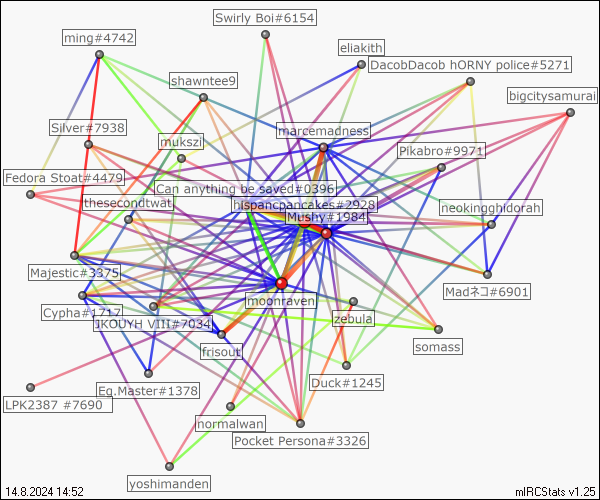 Swirly Boi#6154
ming#4742
eliakith
DacobDacob hORNY police#5271
shawntee9
bigcitysamurai
Silver#7938
marcemadness
mukszi
Pikabro#9971
Fedora Stoat#4479
Can anything be saved#0396
thesecondtwat
hispancpancakes#2928
neokingghidorah
Mushy#1984
Majestic#3375
Madネコ#6901
moonraven
Cypha#1717
JKOUYH VIII#7034
zebula
somass
frisout
Duck#1245
Eq.Master#1378
LPK2387 #7690
normalwan
Pocket Persona#3326
yoshimanden
14.8.2024 14:52
mIRCStats v1.25